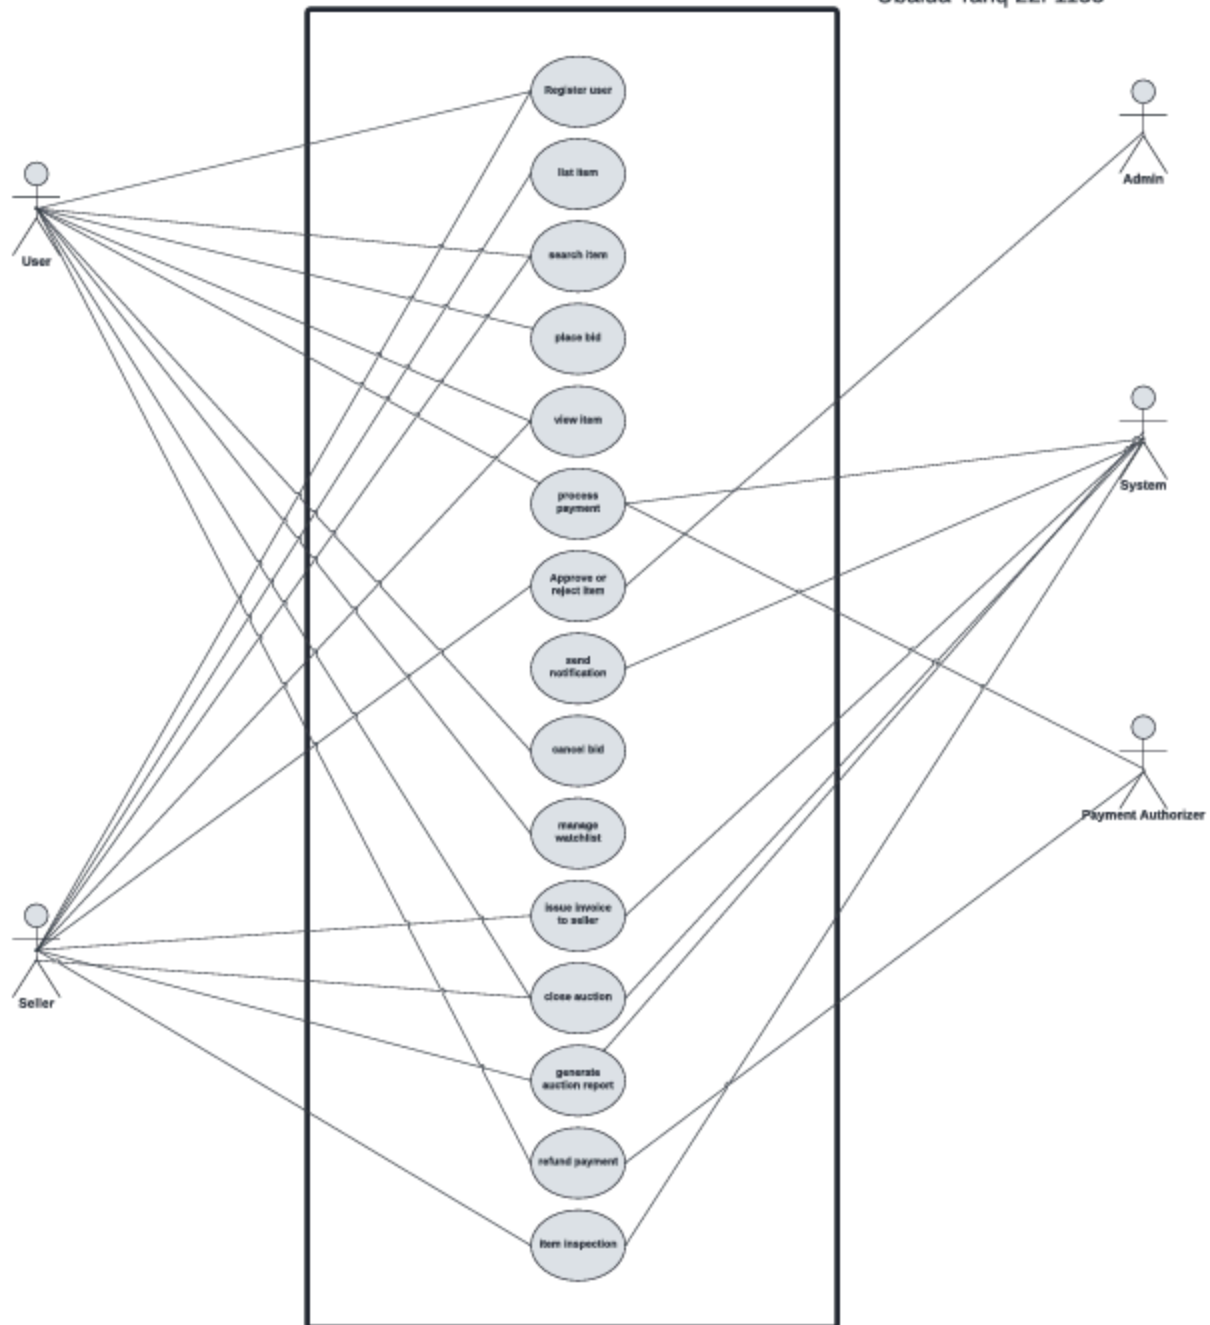 Register user
list item
search item
place bid
view item
process
payment
Approve or
reject item
send
notification
cancel bid
manage
watchlist
issue invoice
to seller
close auction
generate
auction report
refund payment
item inspection
User
Seller
Admin
System
Payment Authorizer